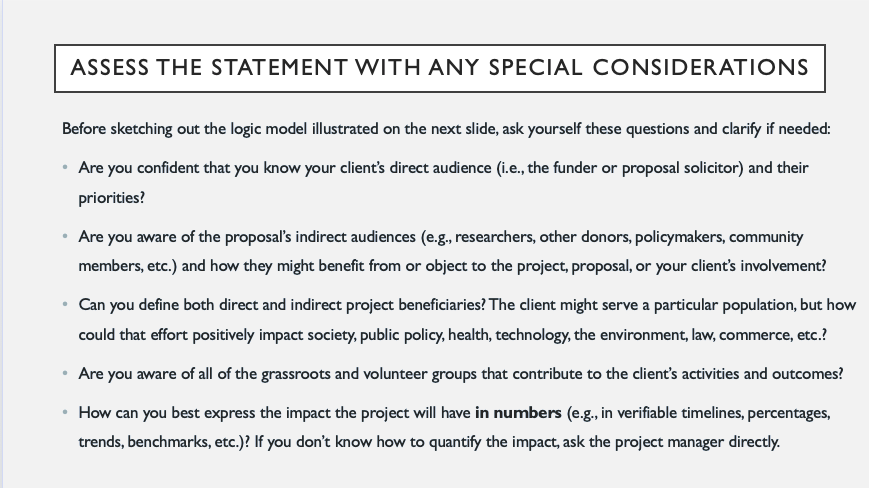 ASSESS THE STATEMENT WITH ANY SPECIAL CONSIDERATIONS
Before sketching out the logic model illustrated on the next slide, ask yourself these questions and clarify if needed:
• Are you confident that you know your client's direct audience (i.e., the funder or proposal solicitor) and their
priorities?
• Are you aware of the proposal's indirect audiences (e.g., researchers, other donors, policymakers, community
members, etc.) and how they might benefit from or object to the project, proposal, or your client's involvement?
• Can you define both direct and indirect project beneficiaries? The client might serve a particular population, but how
could that effort positively impact society, public policy, health, technology, the environment, law, commerce, etc.?
• Are you aware of all of the grassroots and volunteer groups that contribute to the client's activities and outcomes?
• How can you best express the impact the project will have in numbers (e.g., in verifiable timelines, percentages,
trends, benchmarks, etc.)? If you don't know how to quantify the impact, ask the project manager directly.